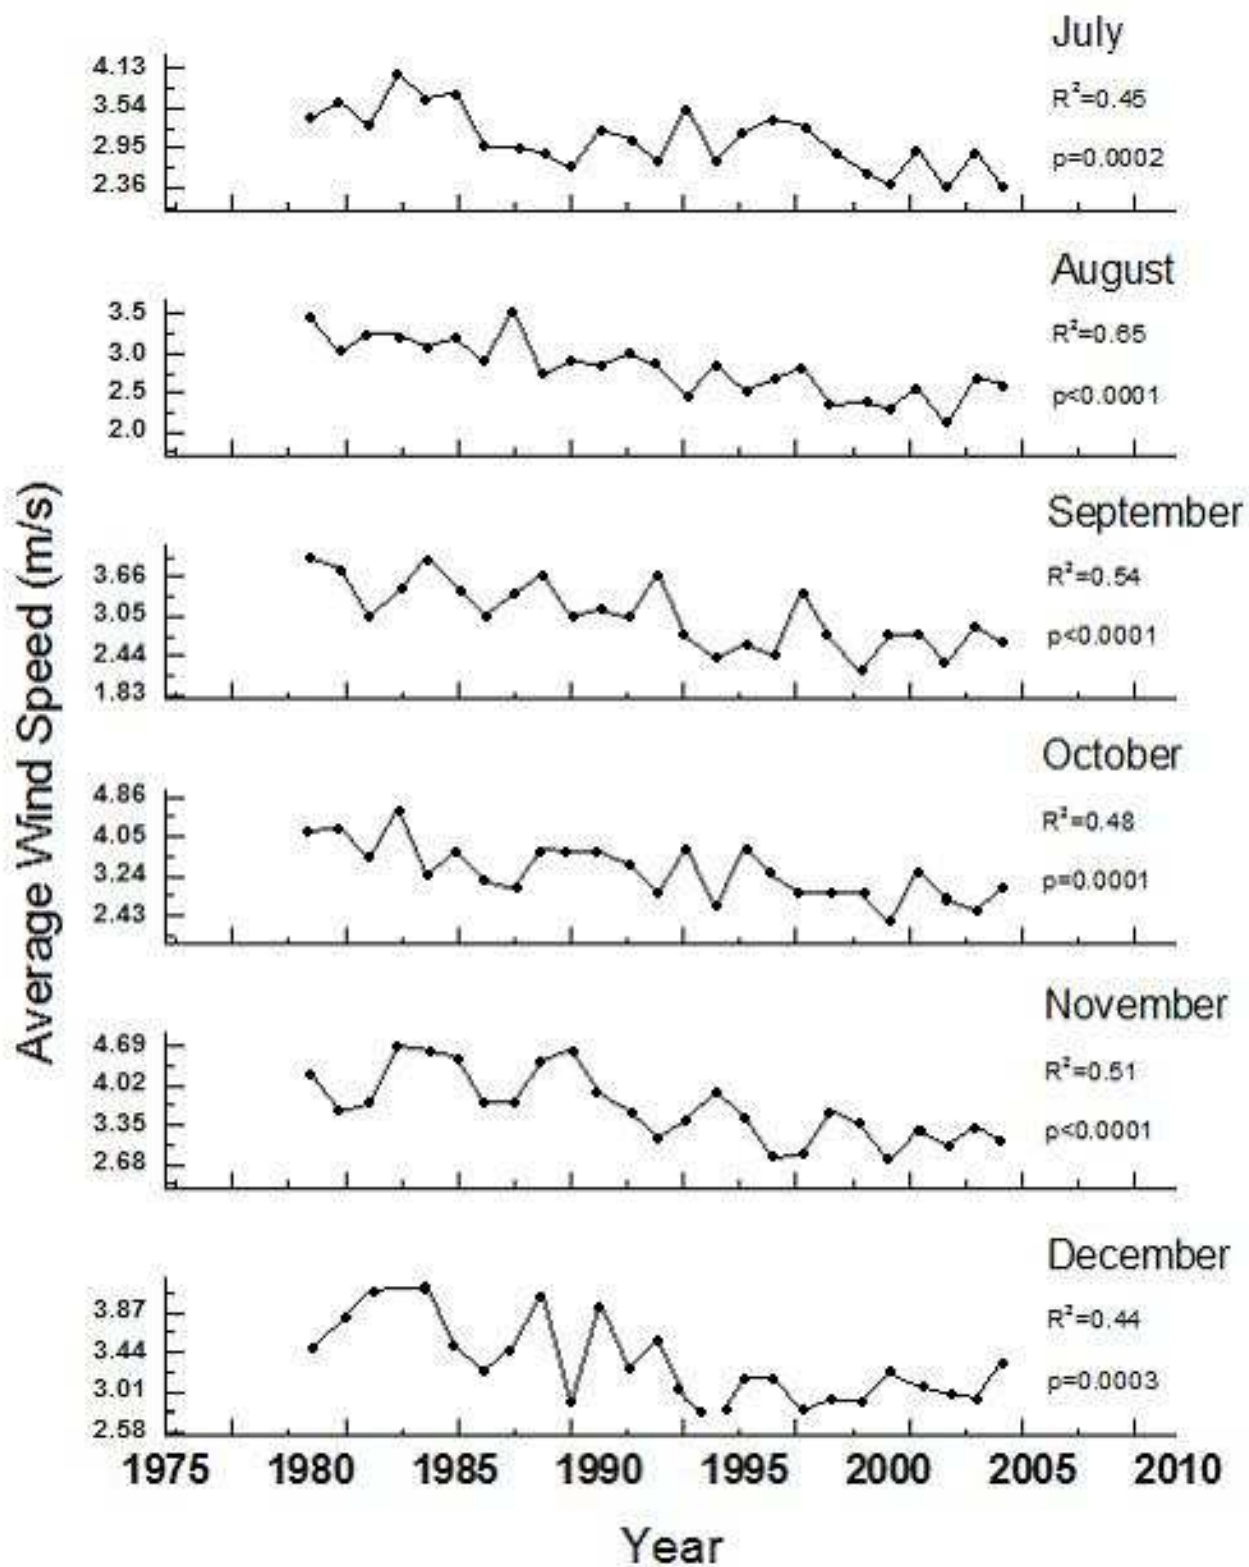 July
4.13
3.54
2.95
2.36
R²=0.45
p=0.0002
August
3.5
3.0
2.5
2.0
R²=0.65
p<0.0001
September
3.66
3.05
2.44
1.83
R²=0.54
p<0.0001
October
4.86
4.05
3.24
2.43
R²=0.48
p=0.0001
November
4.69
4.02
3.35
2.68
R²=0.51
p<0.0001
December
3.87
3.44
3.01
2.58
R²=0.44
p=0.0003
Average Wind Speed (m/s)
1975 1980 1985 1990 1995 2000 2005 2010
Year